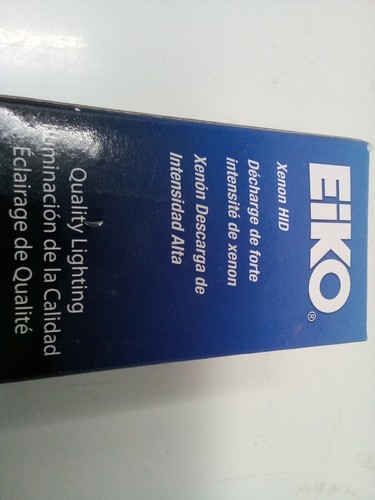 EiKO®
Xenon HID
Décharge de forte
intensité de xenon
Xenón Descarga de
Intensidad Alta
Quality Lighting
Iluminación de la Calidad
Éclairage de Qualité